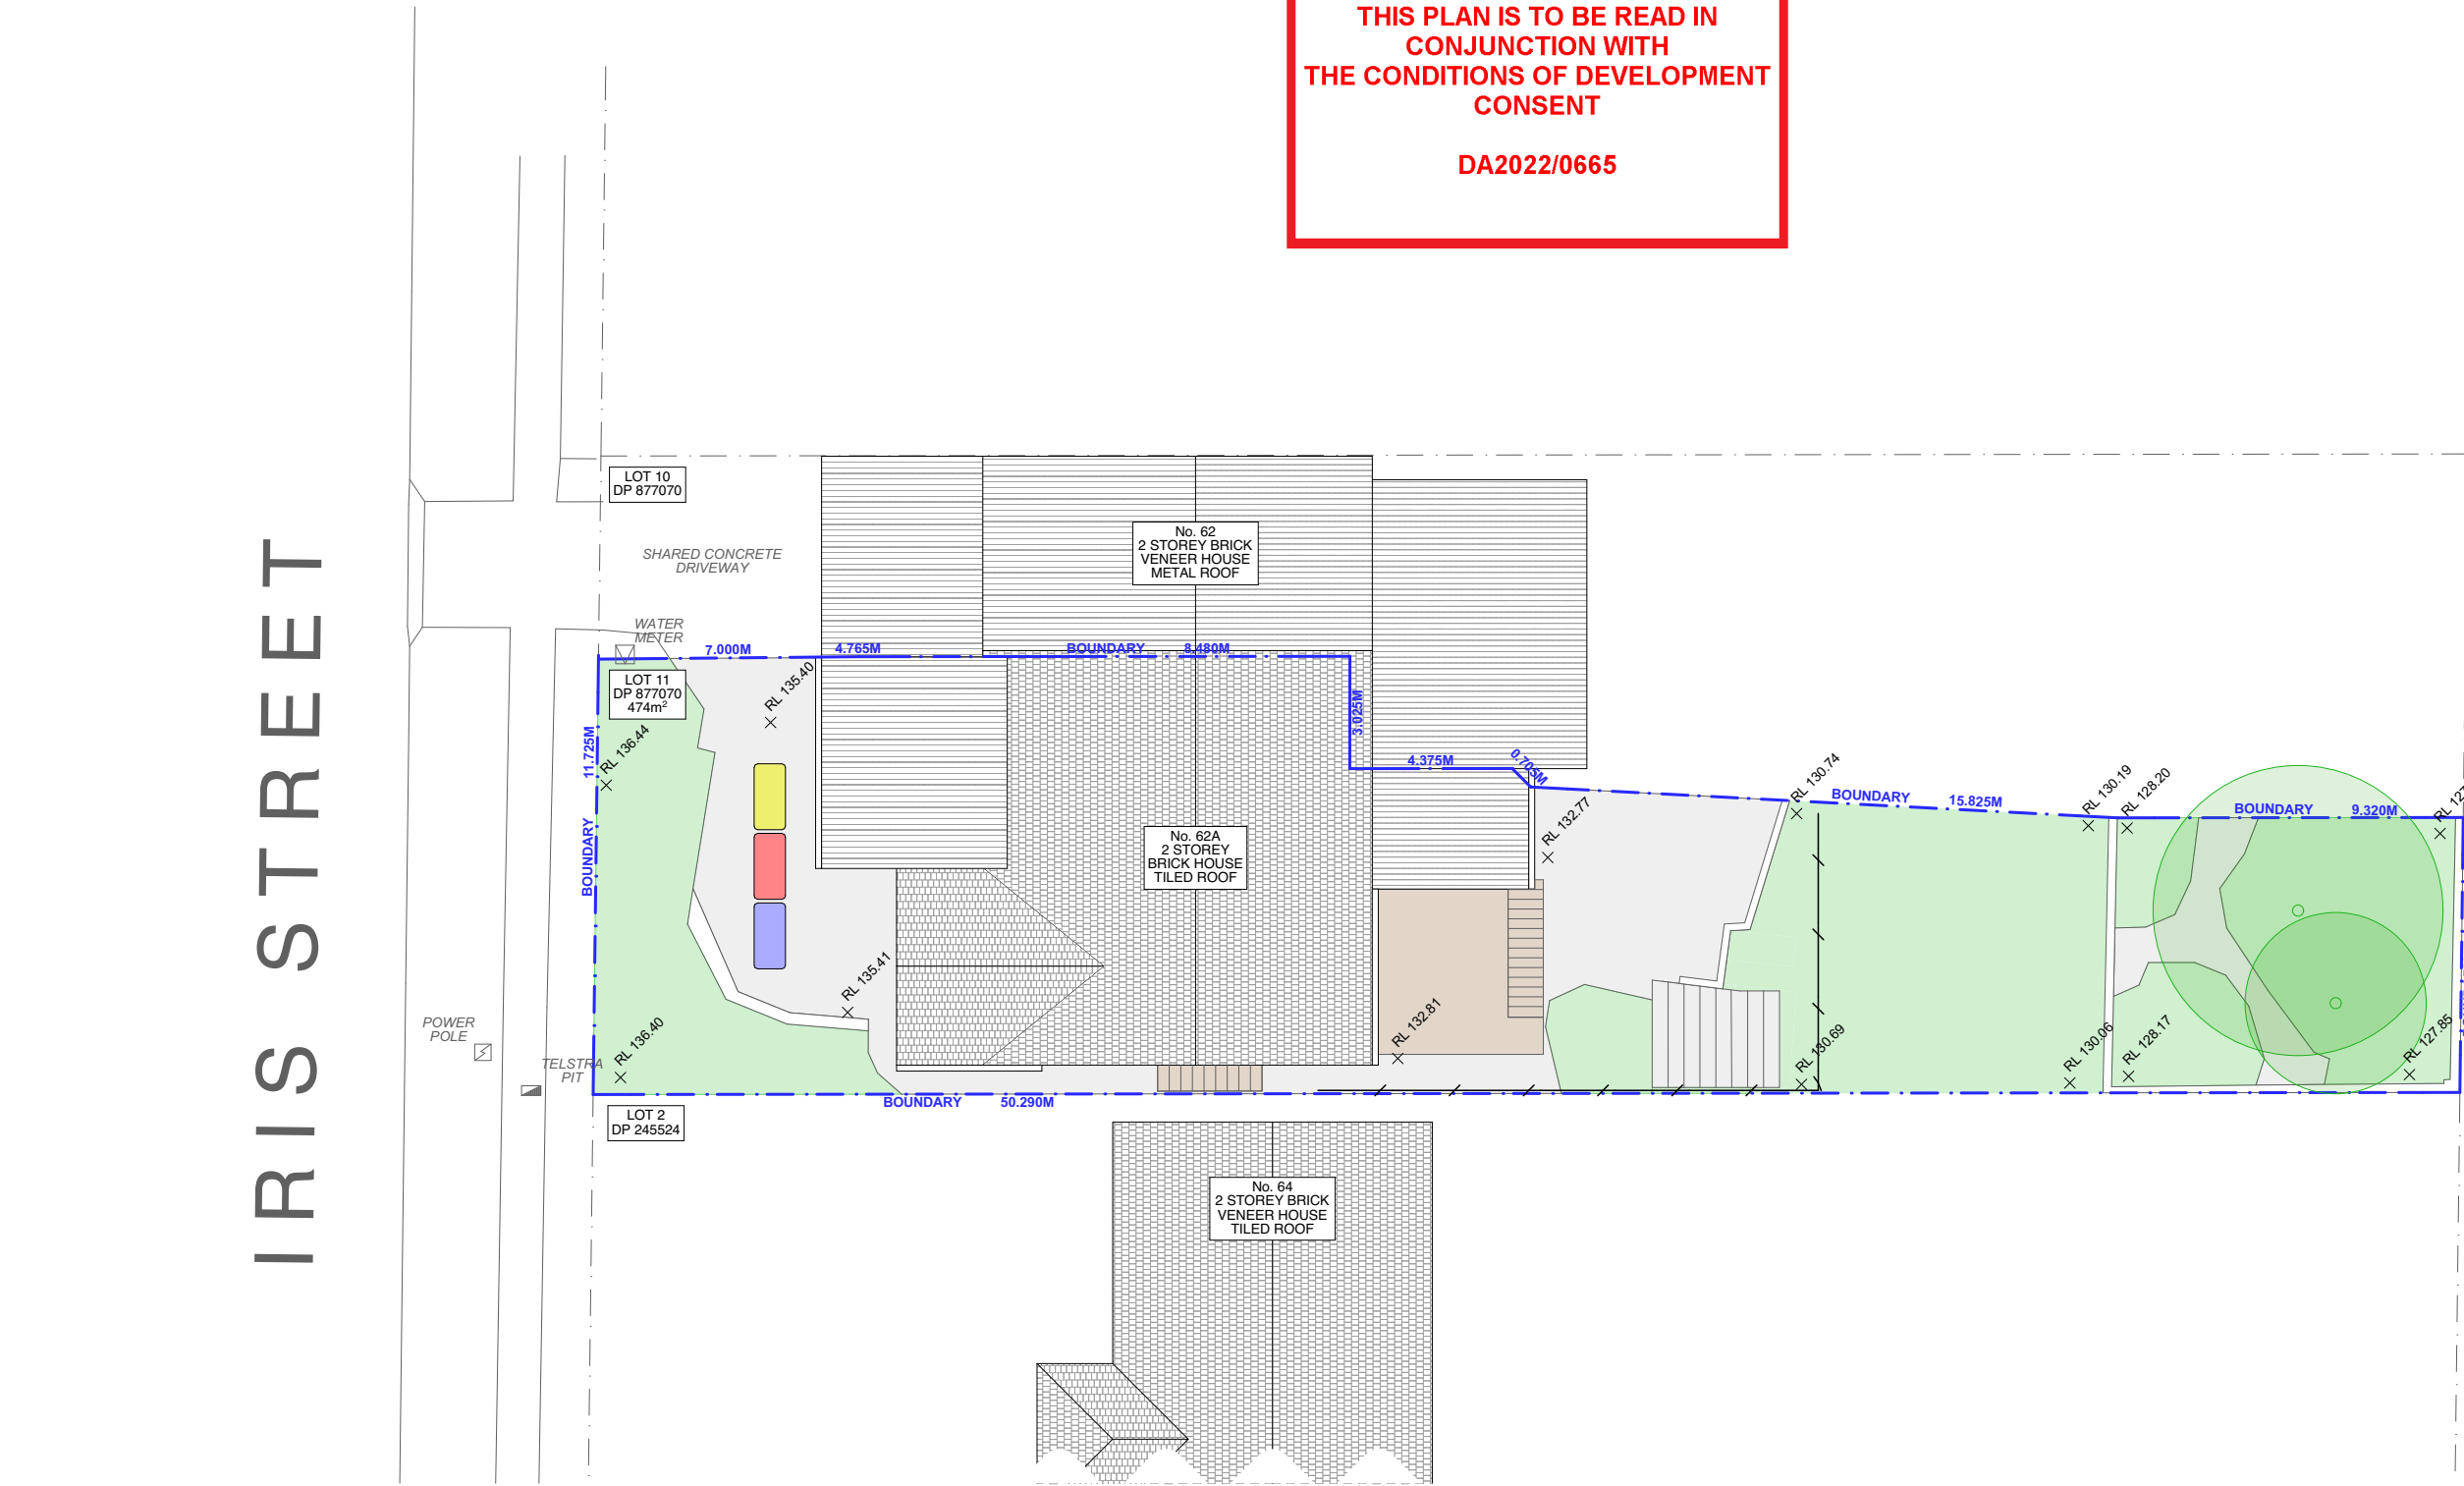 THIS PLAN IS TO BE READ IN
CONJUNCTION WITH
THE CONDITIONS OF DEVELOPMENT
CONSENT
DA2022/0665
IRIS STREET
LOT 10
DP 877070
SHARED CONCRETE
DRIVEWAY
No. 62
2 STOREY BRICK
VENEER HOUSE
METAL ROOF
WATER
METER
7.000M
4.765M
BOUNDARY
8.480M
LOT 11
DP 877070
474m²
RL 135.40
3.025M
11.725M
RL 136.44
4.375M
0.705M
RL 130.74
BOUNDARY
15.825M
RL 130.19
RL 128.20
BOUNDARY
9.320M
BOUNDARY
No. 62A
2 STOREY
BRICK HOUSE
TILED ROOF
RL 132.77
RL 135.41
POWER
POLE
TELSTRA
PIT
RL 136.40
RL 132.81
RL 130.69
RL 130.06
RL 128.17
RL 127.85
BOUNDARY
50.290M
LOT 2
DP 245524
No. 64
2 STOREY BRICK
VENEER HOUSE
TILED ROOF